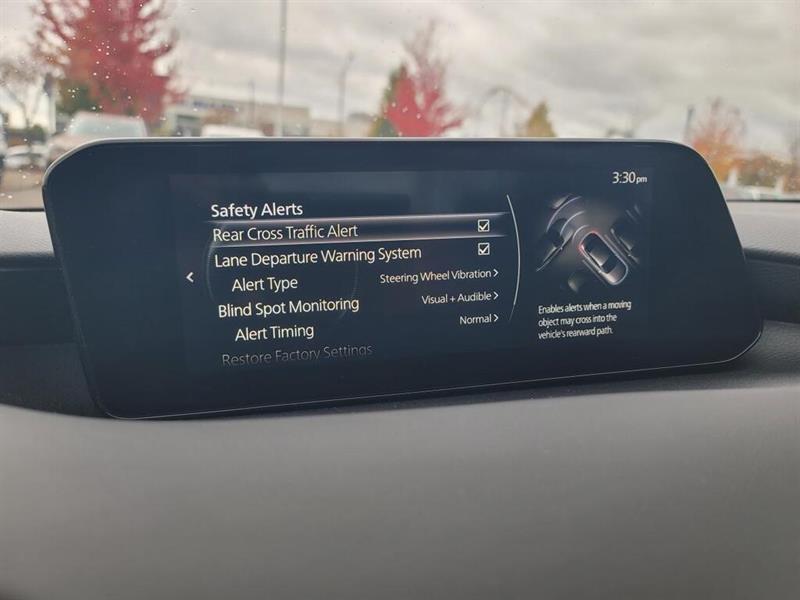 3:30pm
Safety Alerts
Rear Cross Traffic Alert
Lane Departure Warning System
Alert Type Steering Wheel Vibration
Blind Spot Monitoring Visual + Audible
Alert Timing Normal
Restore Factory Settings
Enables alerts when a moving
object may cross into the
vehicle's rearward path.